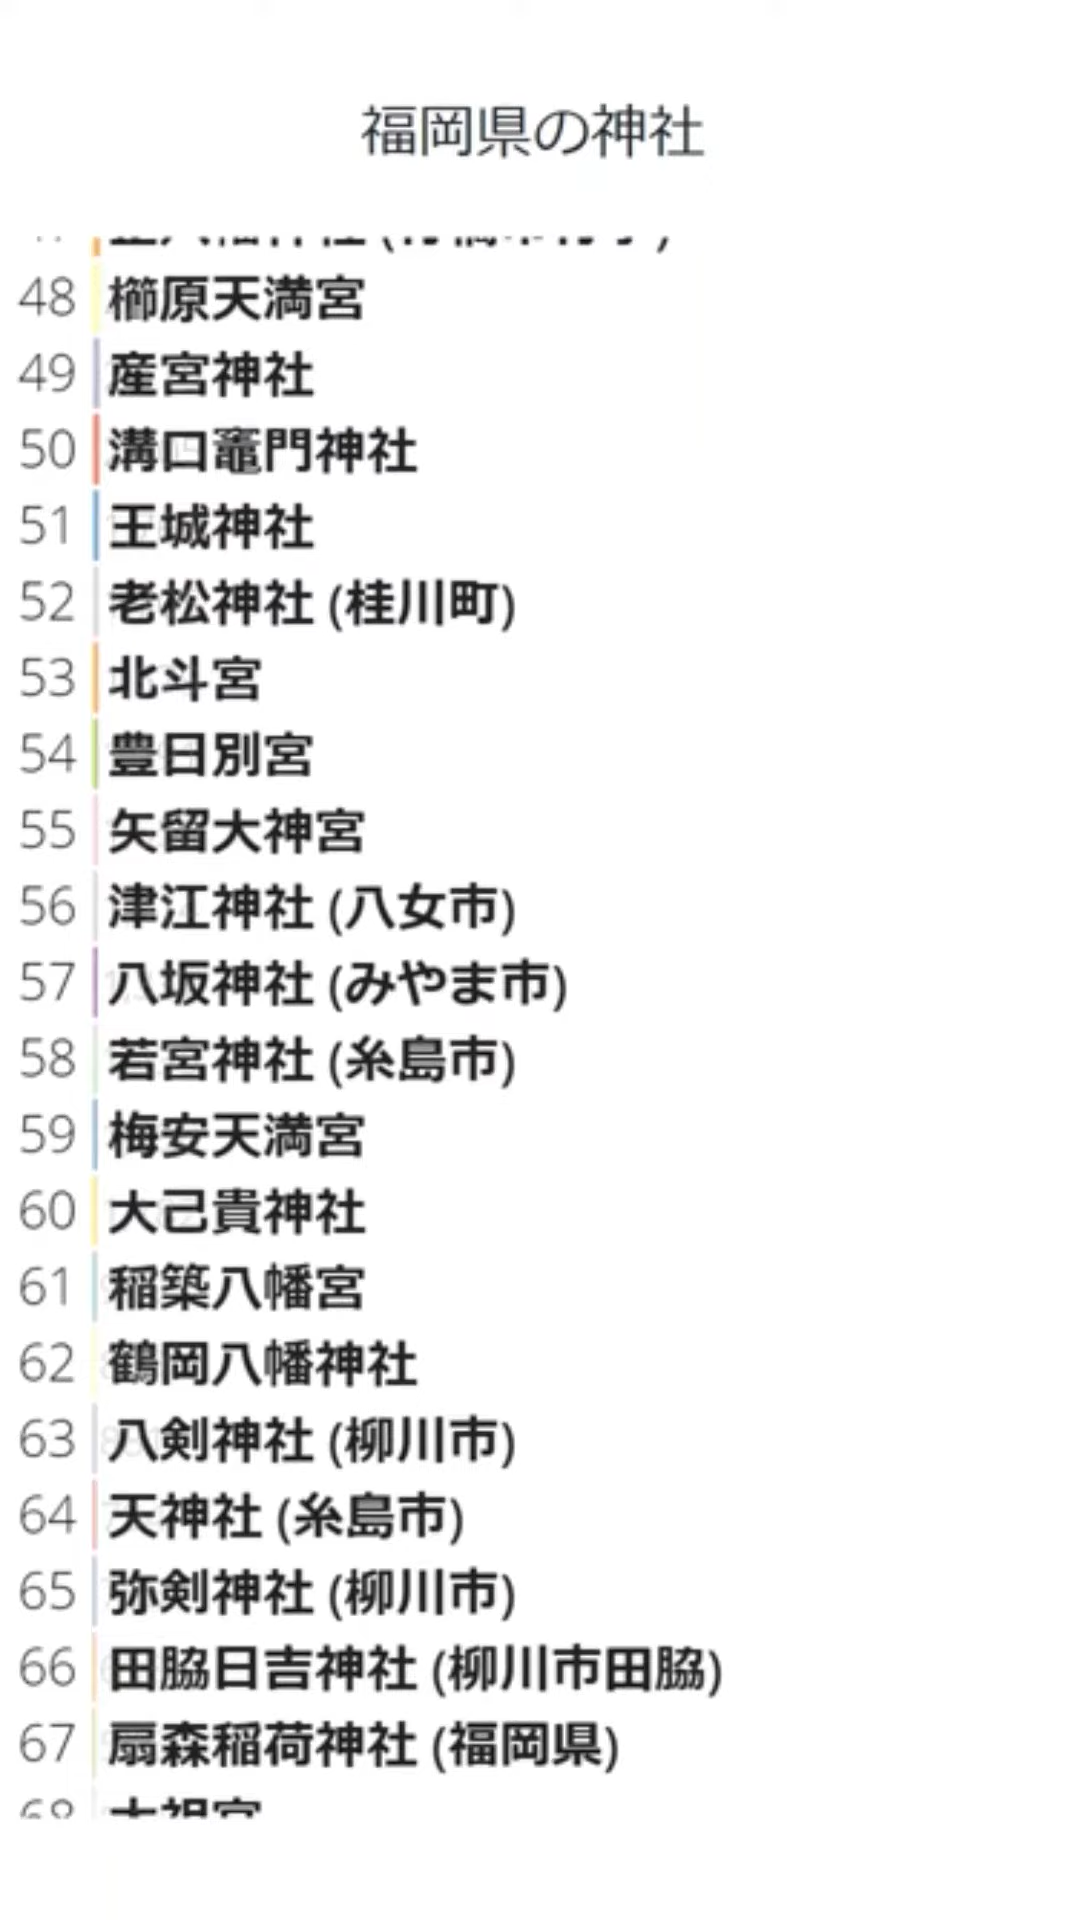 福岡県の神社
48 櫛原天満宮
49 産宮神社
50 溝口竈門神社
51 王城神社
52 老松神社 (桂川町)
53 北斗宮
54 豊日別宮
55 矢留大神宮
56 津江神社 (八女市)
57 八坂神社 (みやま市)
58 若宮神社 (糸島市)
59 梅安天満宮
60 大己貴神社
61 稲築八幡宮
62 鶴岡八幡神社
63 八剣神社 (柳川市)
64 天神社 (糸島市)
65 弥剣神社 (柳川市)
66 田脇日吉神社 (柳川市田脇)
67 扇森稲荷神社 (福岡県)